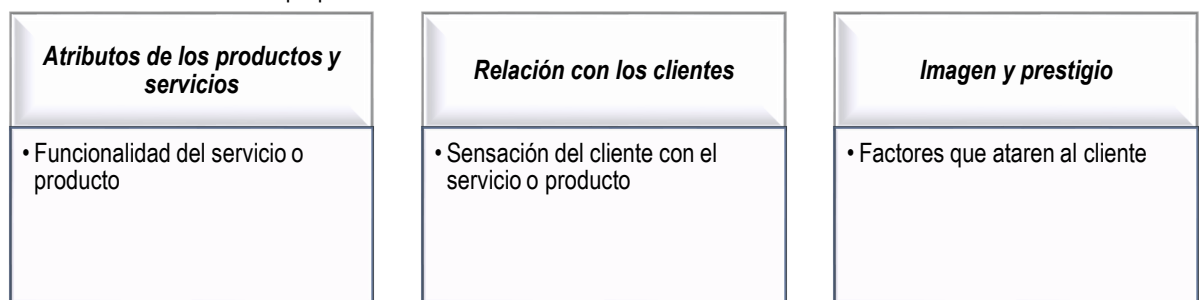 Atributos de los productos y
servicios
• Funcionalidad del servicio o
producto
Relación con los clientes
• Sensación del cliente con el
servicio o producto
Imagen y prestigio
• Factores que ataren al cliente